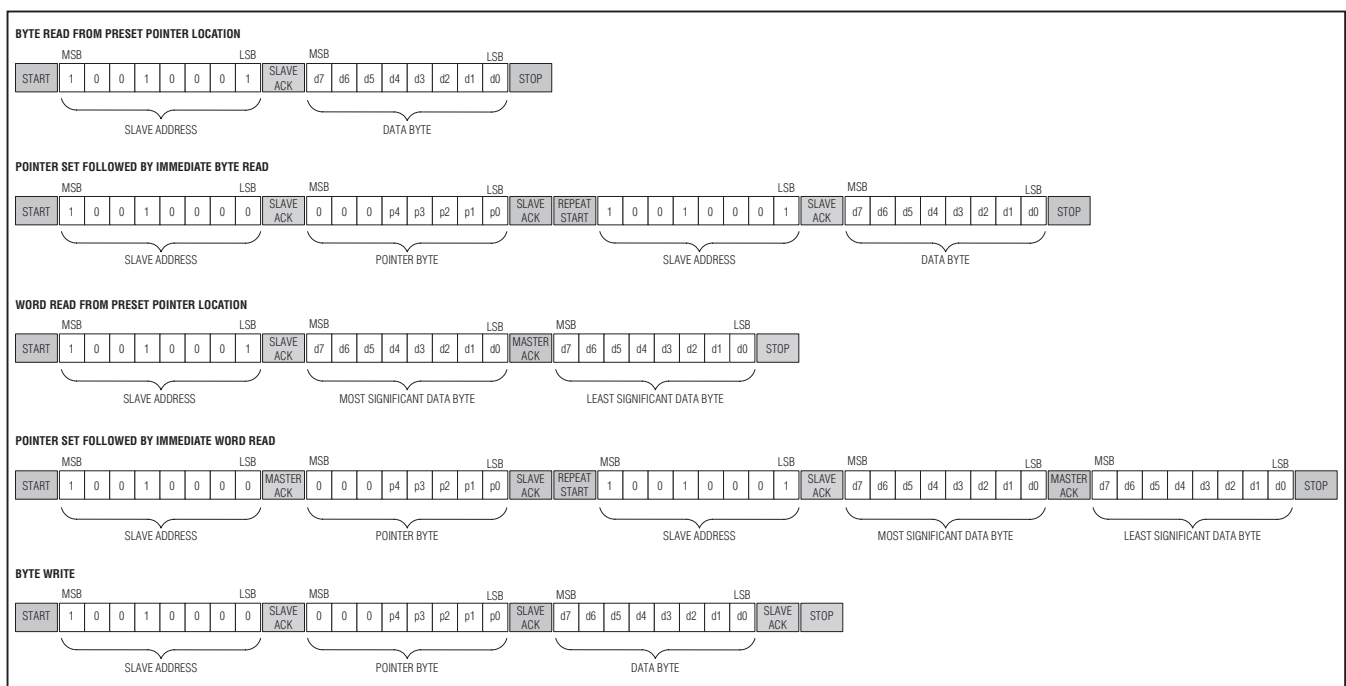 BYTE READ FROM PRESET POINTER LOCATION
MSB LSB MSB LSB
START 1 0 0 1 0 0 0 1 SLAVE ACK d7 d6 d5 d4 d3 d2 d1 d0 STOP
SLAVE ADDRESS DATA BYTE
POINTER SET FOLLOWED BY IMMEDIATE BYTE READ
MSB LSB MSB LSB LSB MSB LSB
START 1 0 0 1 0 0 0 0 SLAVE ACK 0 0 0 p4 p3 p2 p1 p0 SLAVE ACK REPEAT START 1 0 0 1 0 0 0 1 SLAVE ACK d7 d6 d5 d4 d3 d2 d1 d0 STOP
SLAVE ADDRESS POINTER BYTE SLAVE ADDRESS DATA BYTE
WORD READ FROM PRESET POINTER LOCATION
MSB LSB MSB LSB MSB LSB
START 1 0 0 1 0 0 0 1 SLAVE ACK d7 d6 d5 d4 d3 d2 d1 d0 MASTER ACK d7 d6 d5 d4 d3 d2 d1 d0 STOP
SLAVE ADDRESS MOST SIGNIFICANT DATA BYTE LEAST SIGNIFICANT DATA BYTE
POINTER SET FOLLOWED BY IMMEDIATE WORD READ
MSB LSB MSB LSB MSB LSB MSB LSB MSB LSB
START 1 0 0 1 0 0 0 0 MASTER ACK 0 0 0 p4 p3 p2 p1 p0 SLAVE ACK REPEAT START 1 0 0 1 0 0 0 1 SLAVE ACK d7 d6 d5 d4 d3 d2 d1 d0 MASTER ACK d7 d6 d5 d4 d3 d2 d1 d0 STOP
SLAVE ADDRESS POINTER BYTE SLAVE ADDRESS MOST SIGNIFICANT DATA BYTE LEAST SIGNIFICANT DATA BYTE
BYTE WRITE
MSB LSB MSB LSB MSB LSB
START 1 0 0 1 0 0 0 0 SLAVE ACK 0 0 0 p4 p3 p2 p1 p0 SLAVE ACK d7 d6 d5 d4 d3 d2 d1 d0 SLAVE ACK STOP
SLAVE ADDRESS POINTER BYTE DATA BYTE